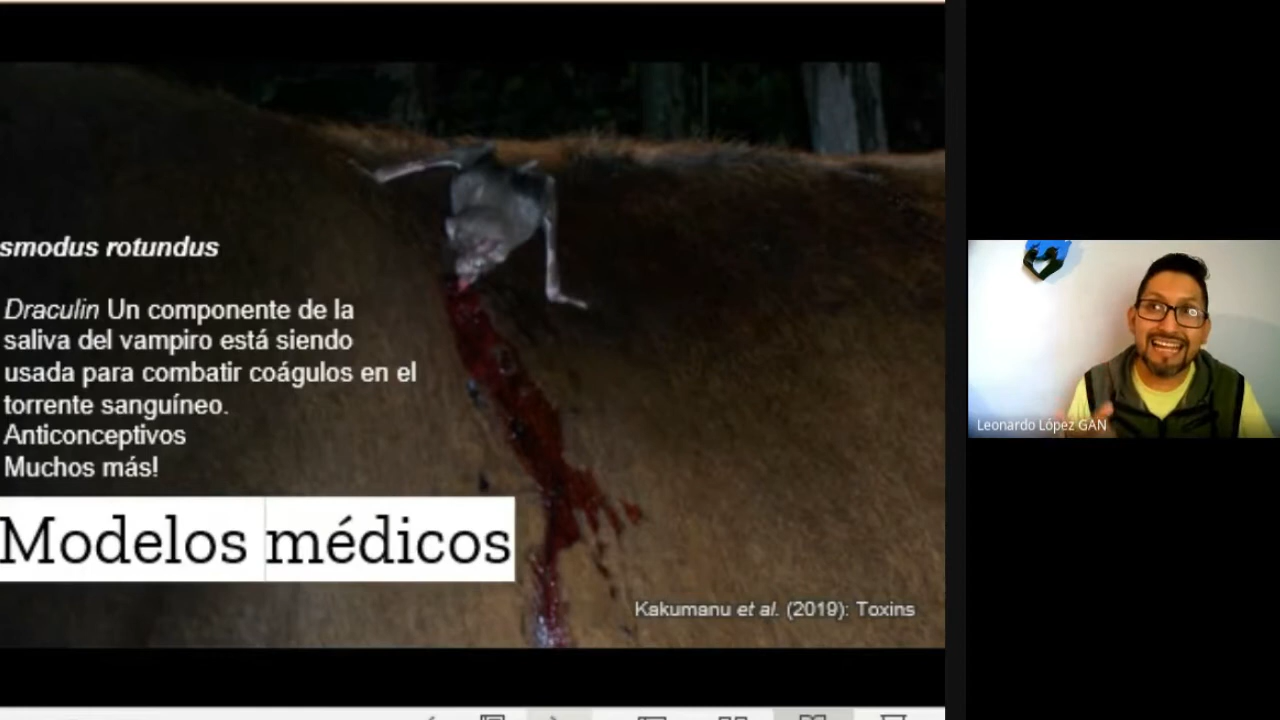 smodus rotundus
Draculin Un componente de la
saliva del vampiro está siendo
usada para combatir coágulos en el
torrente sanguíneo.
Anticonceptivos
Muchos más!
Modelos médicos
Kakumanu et al. (2019): Toxins
Leonardo López GAN